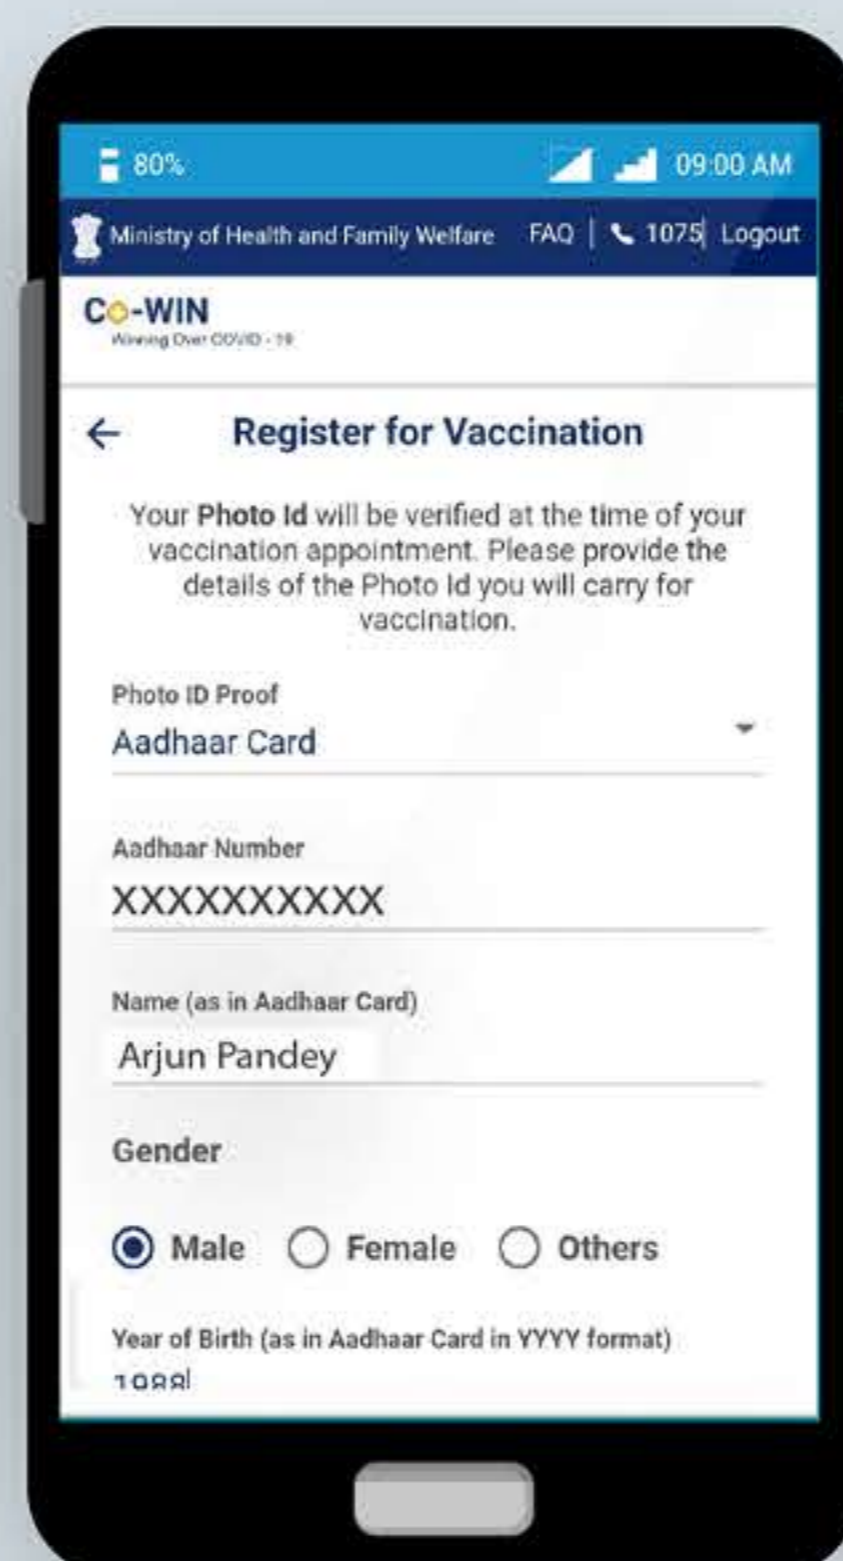 80% 09:00 AM
Ministry of Health and Family Welfare FAQ | 1075| Logout
Co-WIN
Winning Over COVID - 19
← Register for Vaccination
Your Photo Id will be verified at the time of your
vaccination appointment. Please provide the
details of the Photo Id you will carry for
vaccination.
Photo ID Proof
Aadhaar Card
Aadhaar Number
XXXXXXXXXX
Name (as in Aadhaar Card)
Arjun Pandey
Gender
Male Female Others
Year of Birth (as in Aadhaar Card in YYYY format)
1988